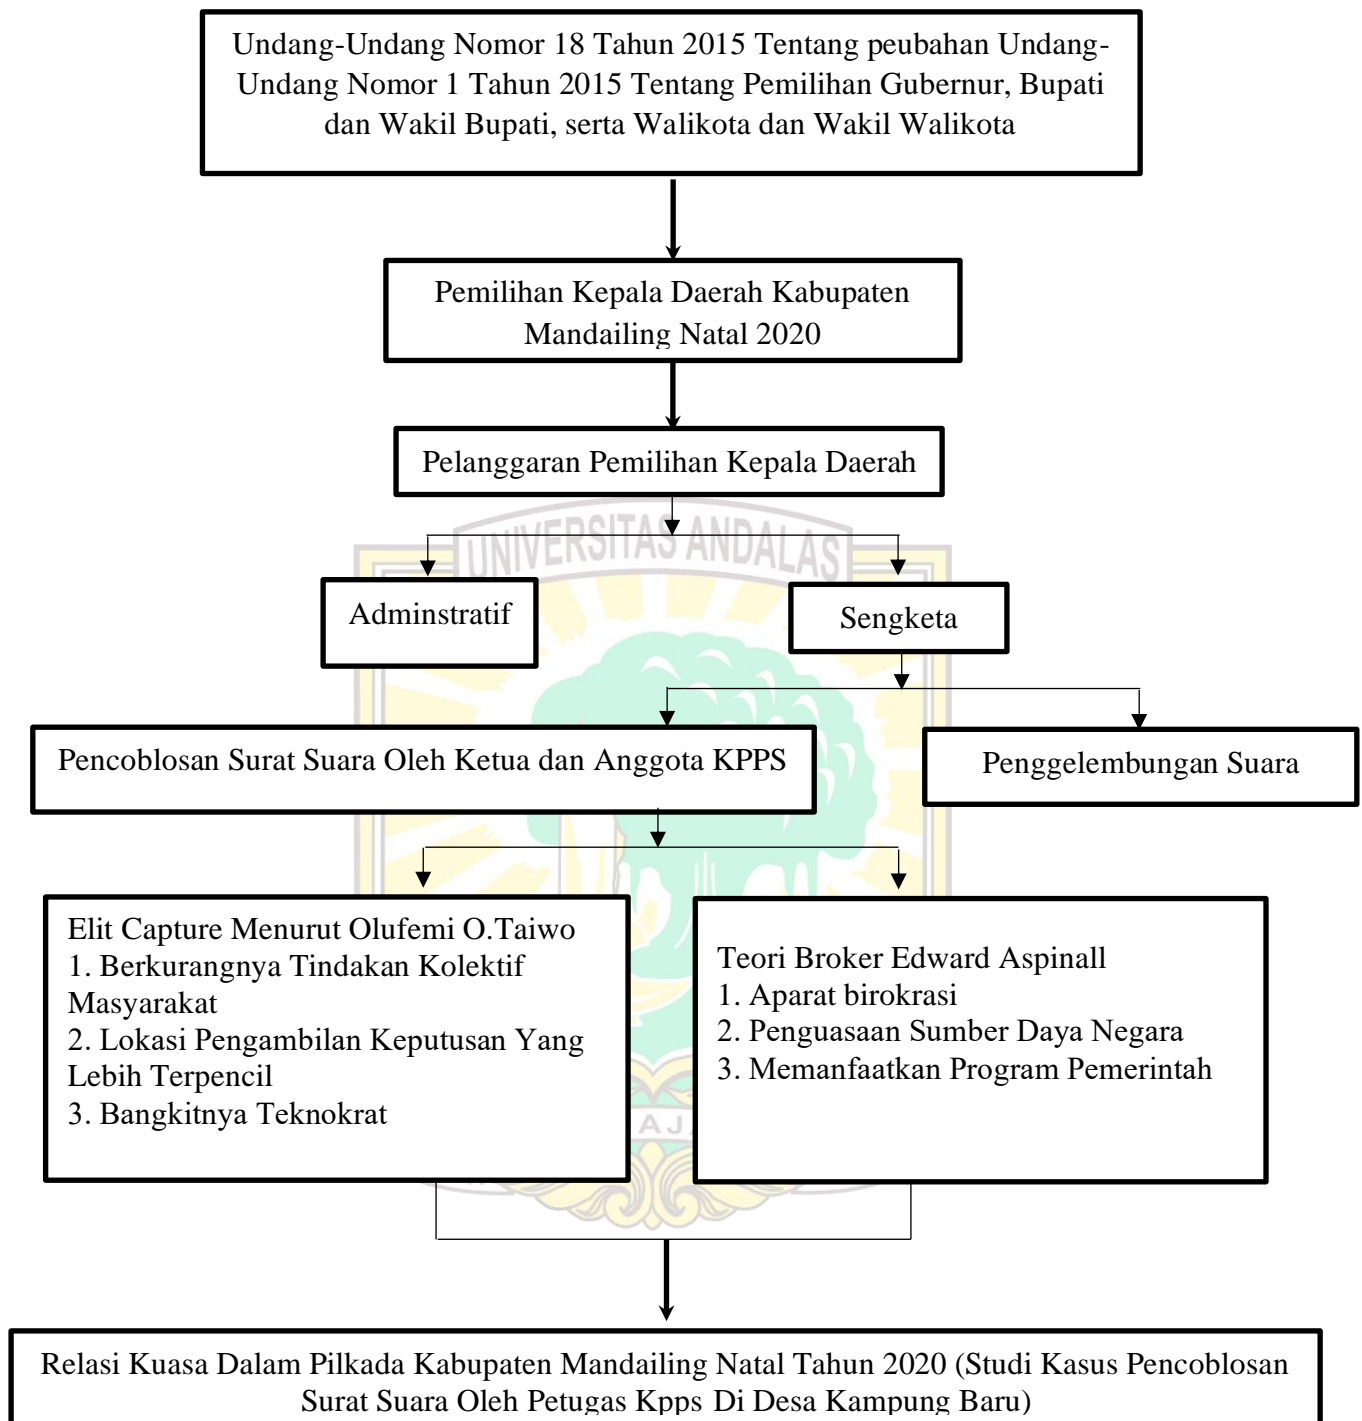 Undang-Undang Nomor 18 Tahun 2015 Tentang peubahan Undang-
Undang Nomor 1 Tahun 2015 Tentang Pemilihan Gubernur, Bupati
dan Wakil Bupati, serta Walikota dan Wakil Walikota
Pemilihan Kepala Daerah Kabupaten
Mandailing Natal 2020
Pelanggaran Pemilihan Kepala Daerah
UNIVERSITAS ANDALAS
Adminstratif
Sengketa
Pencoblosan Surat Suara Oleh Ketua dan Anggota KPPS
Penggelembungan Suara
Elit Capture Menurut Olufemi O.Taiwo
1. Berkurangnya Tindakan Kolektif
Masyarakat
2. Lokasi Pengambilan Keputusan Yang
Lebih Terpencil
3. Bangkitnya Teknokrat
Teori Broker Edward Aspinall
1. Aparat birokrasi
2. Penguasaan Sumber Daya Negara
3. Memanfaatkan Program Pemerintah
Relasi Kuasa Dalam Pilkada Kabupaten Mandailing Natal Tahun 2020 (Studi Kasus Pencoblosan
Surat Suara Oleh Petugas Kpps Di Desa Kampung Baru)